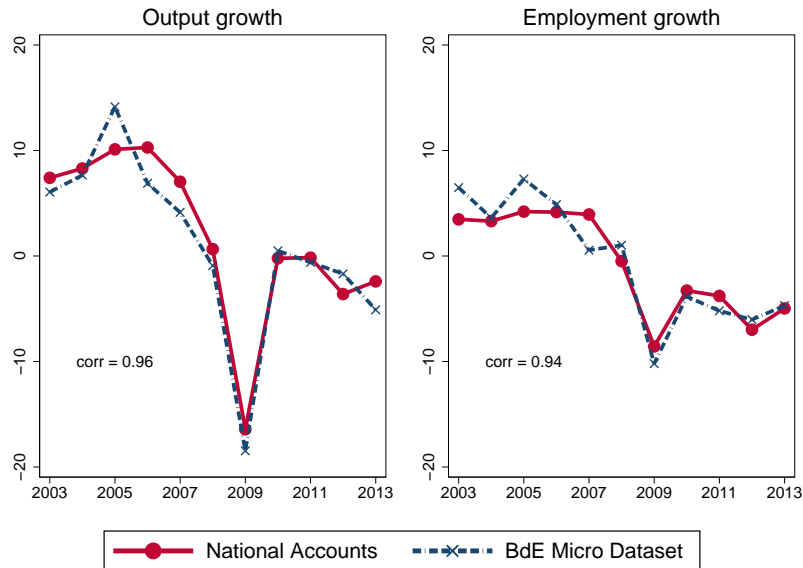 Output growth
20
10
0
−10
−20
corr = 0.96
2003 2005 2007 2009 2011 2013
Employment growth
20
10
0
−10
−20
corr = 0.94
2003 2005 2007 2009 2011 2013
National Accounts BdE Micro Dataset